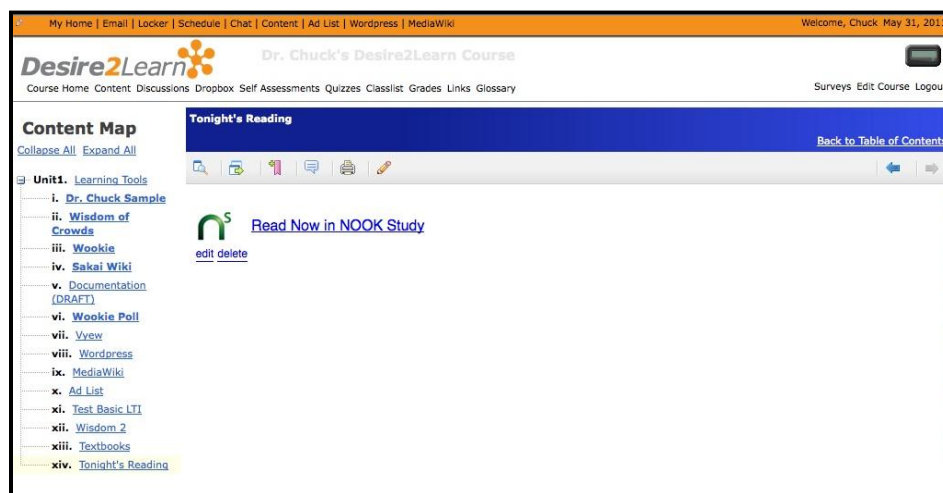 My Home | Email | Locker | Schedule | Chat | Content | Ad List | Wordpress | MediaWiki
Welcome, Chuck May 31, 2011
Desire2Learn
Dr. Chuck's Desire2Learn Course
Course Home Content Discussions Dropbox Self Assessments Quizzes Classlist Grades Links Glossary
Surveys Edit Course Logou
Content Map
Collapse All Expand All
Unit1. Learning Tools
i. Dr. Chuck Sample
ii. Wisdom of
Crowds
iii. Wookie
iv. Sakai Wiki
v. Documentation
(DRAFT)
vi. Wookie Poll
vii. Vyew
viii. Wordpress
ix. MediaWiki
x. Ad List
xi. Test Basic LTI
xii. Wisdom 2
xiii. Textbooks
xiv. Tonight's Reading
Tonight's Reading
Back to Table of Contents
ns
Read Now in NOOK Study
edit delete